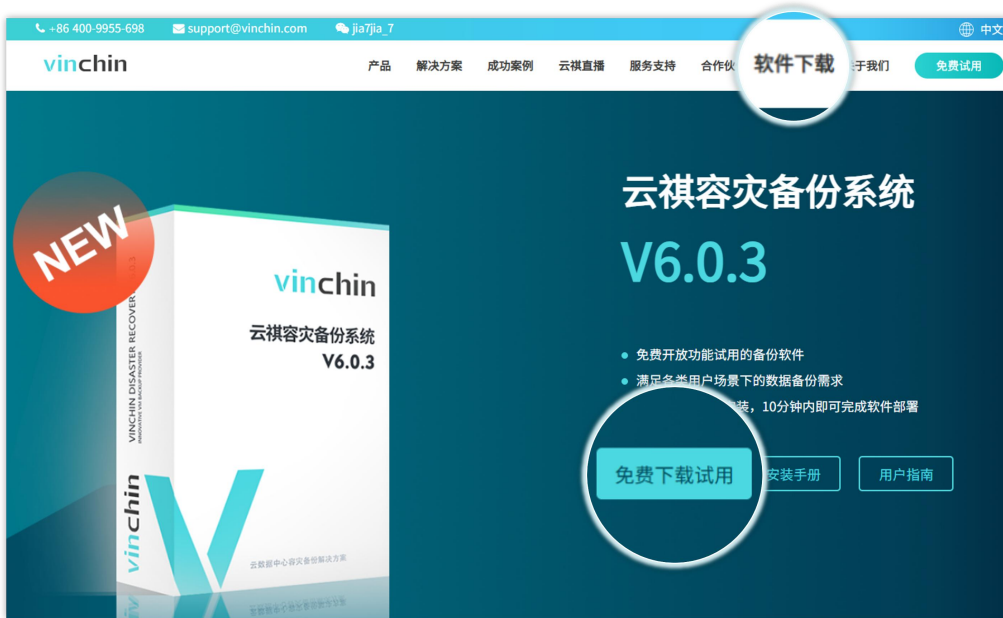 +86 400-9955-698 support@vinchin.com jia7jia_7 中文
vinchin 产品 解决方案 成功案例 云祺直播 服务支持 合作伙 软件下载 于我们 免费试用
NEW
云祺容灾备份系统
V6.0.3
vinchin
云祺容灾备份系统
V6.0.3
免费开放功能试用的备份软件
满足各类用户场景下的数据备份需求
装，10分钟内即可完成软件部署
免费下载试用 安装手册 用户指南
VINCHIN DISASTER RECOVERY
vinchin
云数据中心容灾备份解决方案